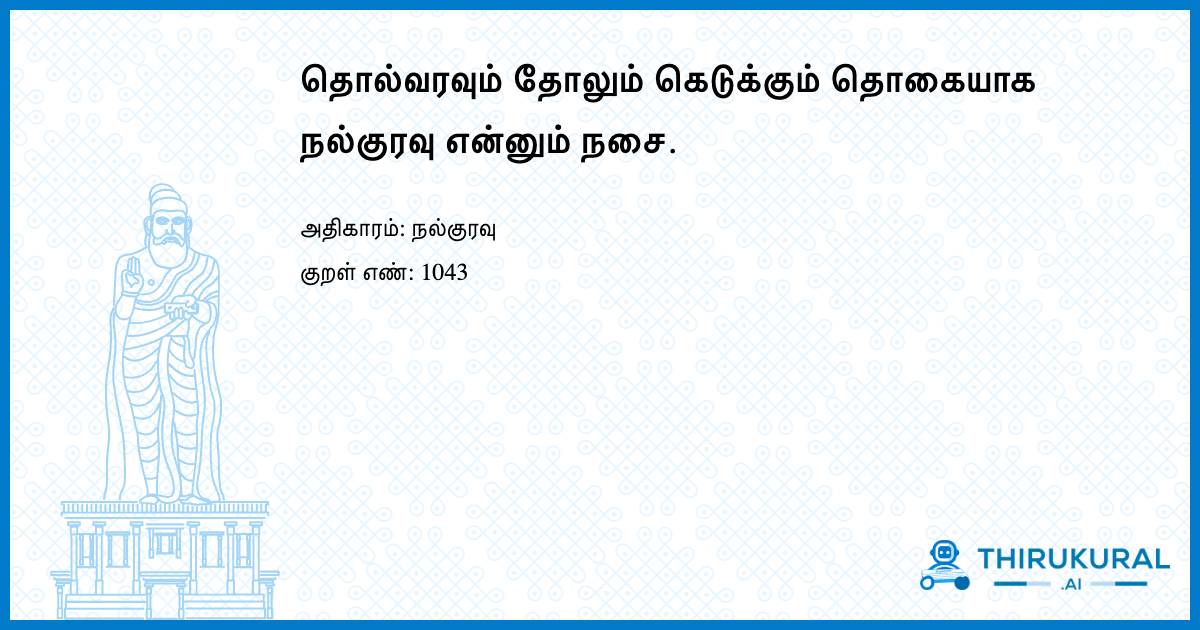 தொல்வரவும் தோலும் கெடுக்கும் தொகையாக
நல்குரவு என்னும் நசை.
அதிகாரம்: நல்குரவு
குறள் எண்: 1043
THIRUKURAL
.AI